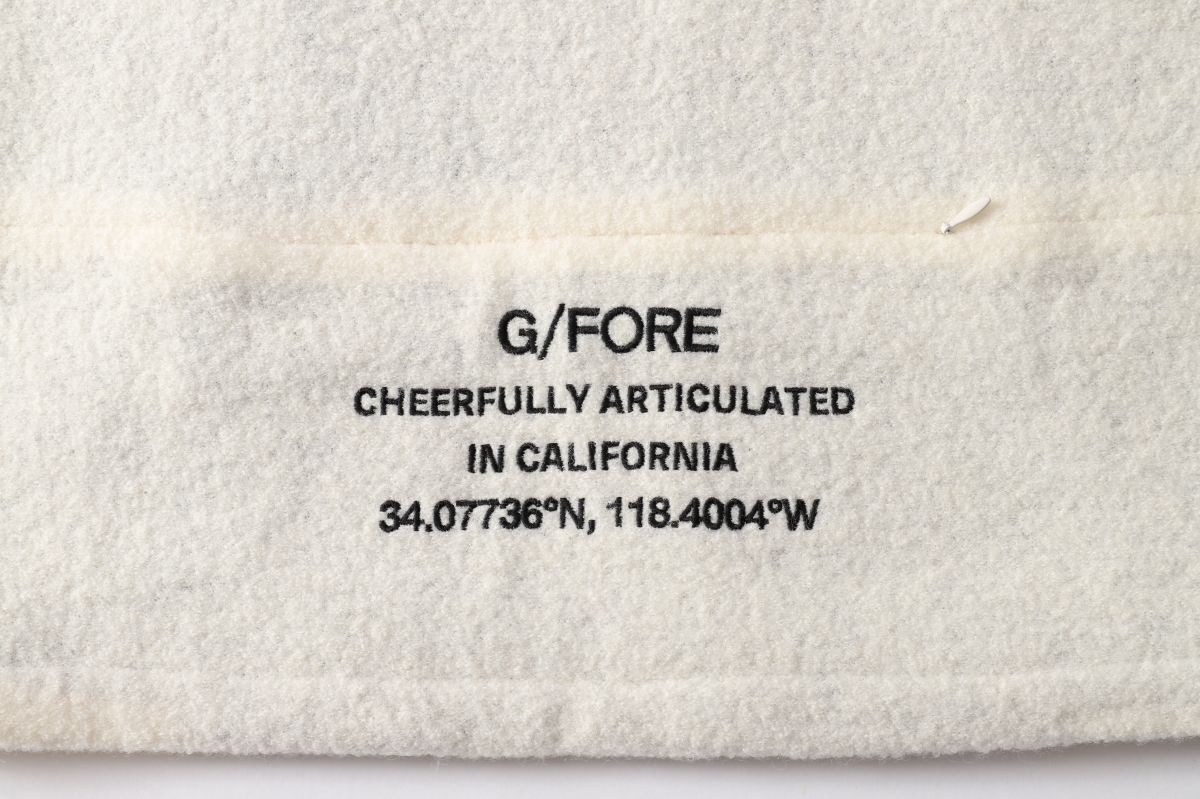 G/FORE
CHEERFULLY ARTICULATED
IN CALIFORNIA
34.07736°N, 118.4004°W